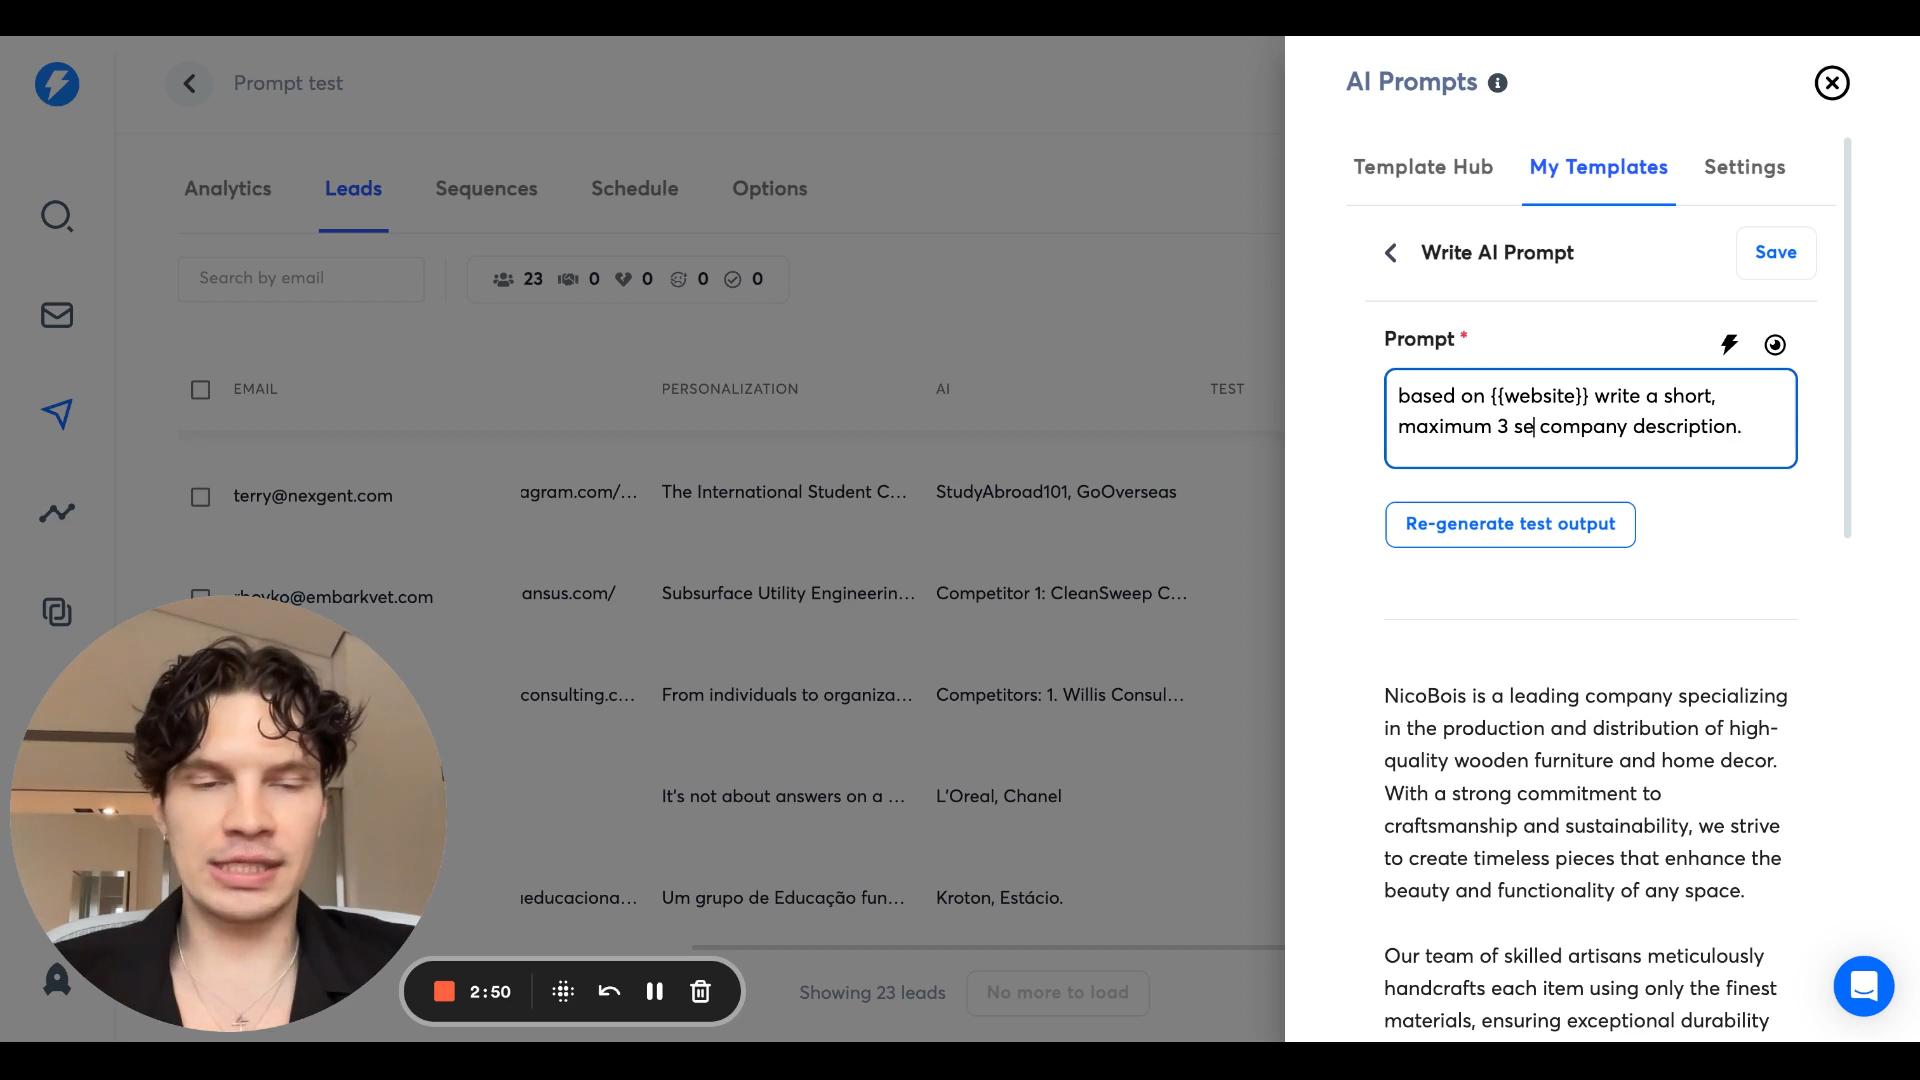 Prompt test
AI Prompts
Template Hub My Templates Settings
Analytics Leads Sequences Schedule Options
Write AI Prompt Save
Search by email 23 0 0 0 0
Prompt *
based on {{website}} write a short,
maximum 3 se company description.
EMAIL PERSONALIZATION AI TEST
terry@nexgent.com agram.com/... The International Student C... StudyAbroad101, GoOverseas
Re-generate test output
@embarkvet.com ansus.com/ Subsurface Utility Engineerin... Competitor 1: CleanSweep C...
consulting.c... From individuals to organiza... Competitors: 1. Willis Consul...
It's not about answers on a ... L'Oreal, Chanel
educaciona... Um grupo de Educação fun... Kroton, Estácio.
NicoBois is a leading company specializing
in the production and distribution of high-
quality wooden furniture and home decor.
With a strong commitment to
craftsmanship and sustainability, we strive
to create timeless pieces that enhance the
beauty and functionality of any space.
Our team of skilled artisans meticulously
handcrafts each item using only the finest
materials, ensuring exceptional durability
2:50
Showing 23 leads No more to load